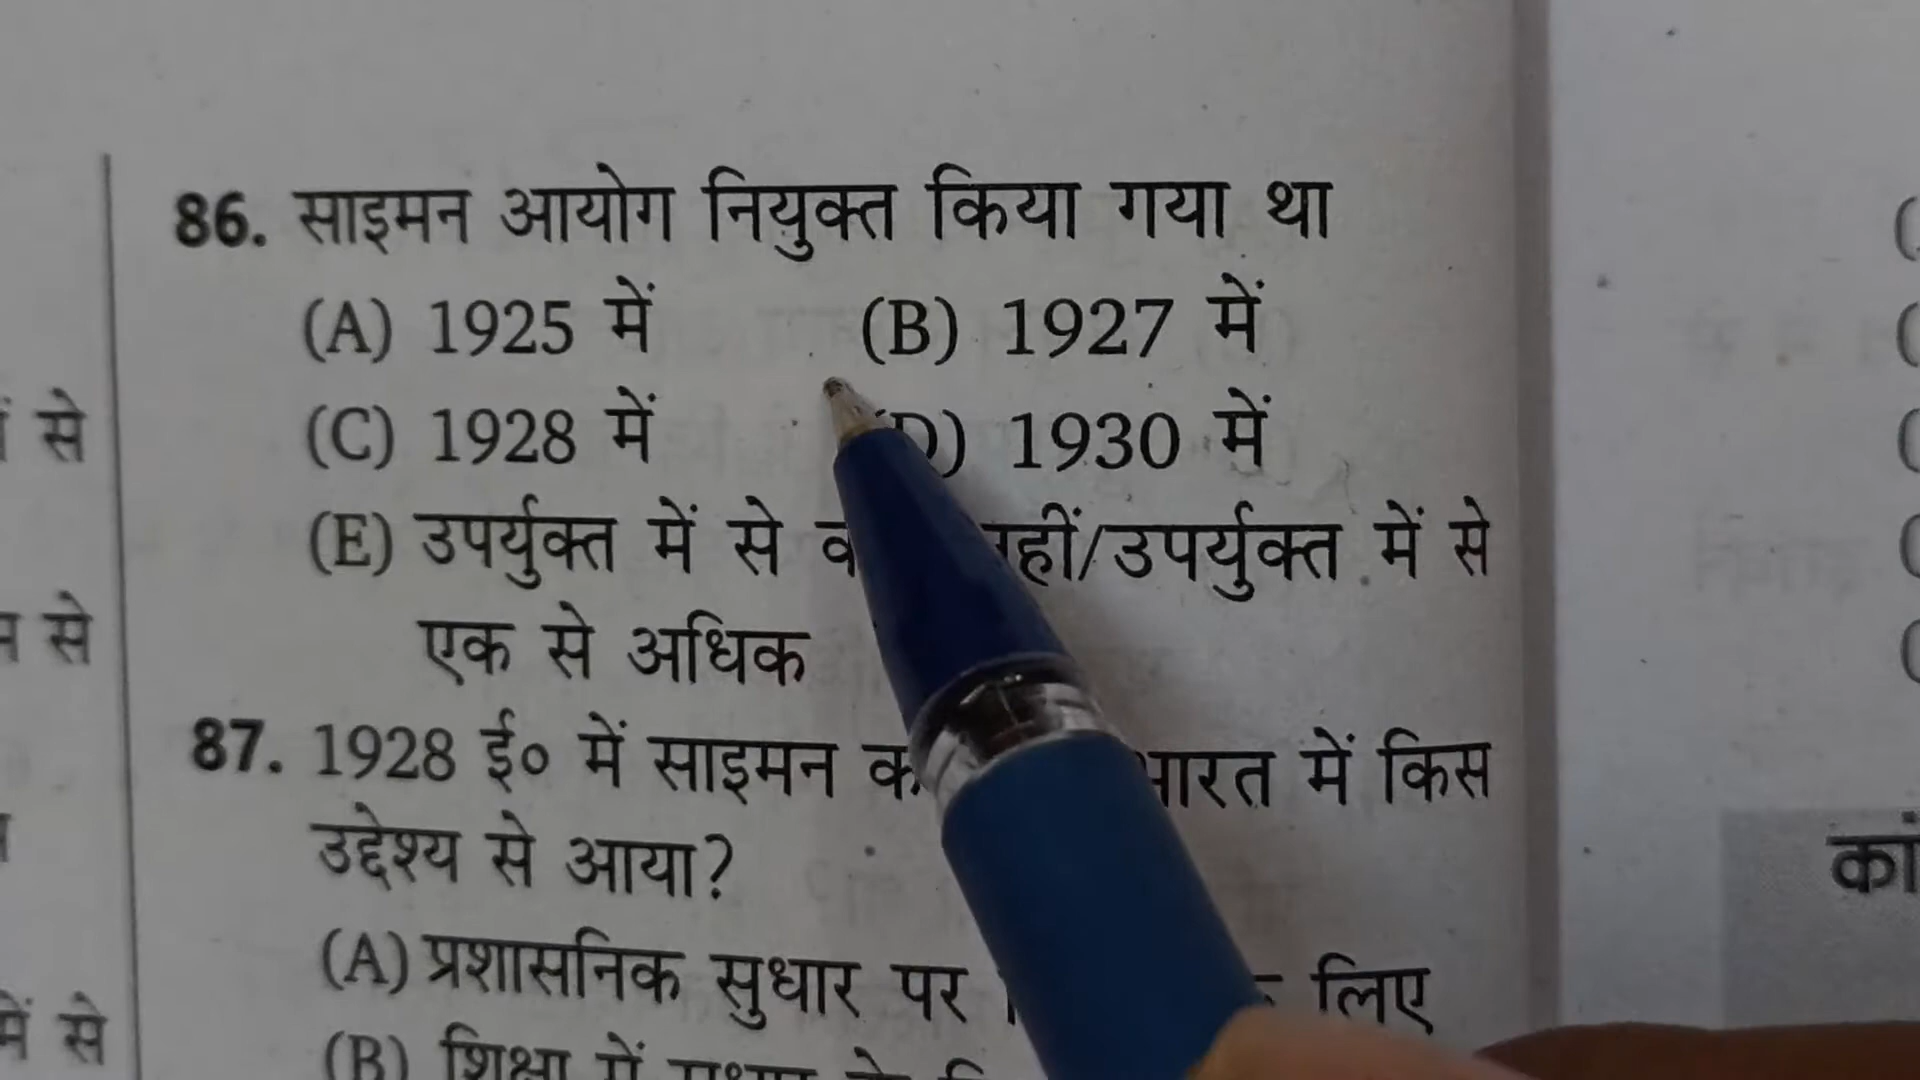 86. साइमन आयोग नियुक्त किया गया था
(A) 1925 में (B) 1927 में
(C) 1928 में D) 1930 में
(E) उपर्युक्त में से नहीं/उपर्युक्त में से
एक से अधिक
87. 1928 ई० में साइमन भारत में किस
उद्देश्य से आया?
(A) प्रशासनिक सुधार पर लिए
(B) शिक्षा में
से
से
में से